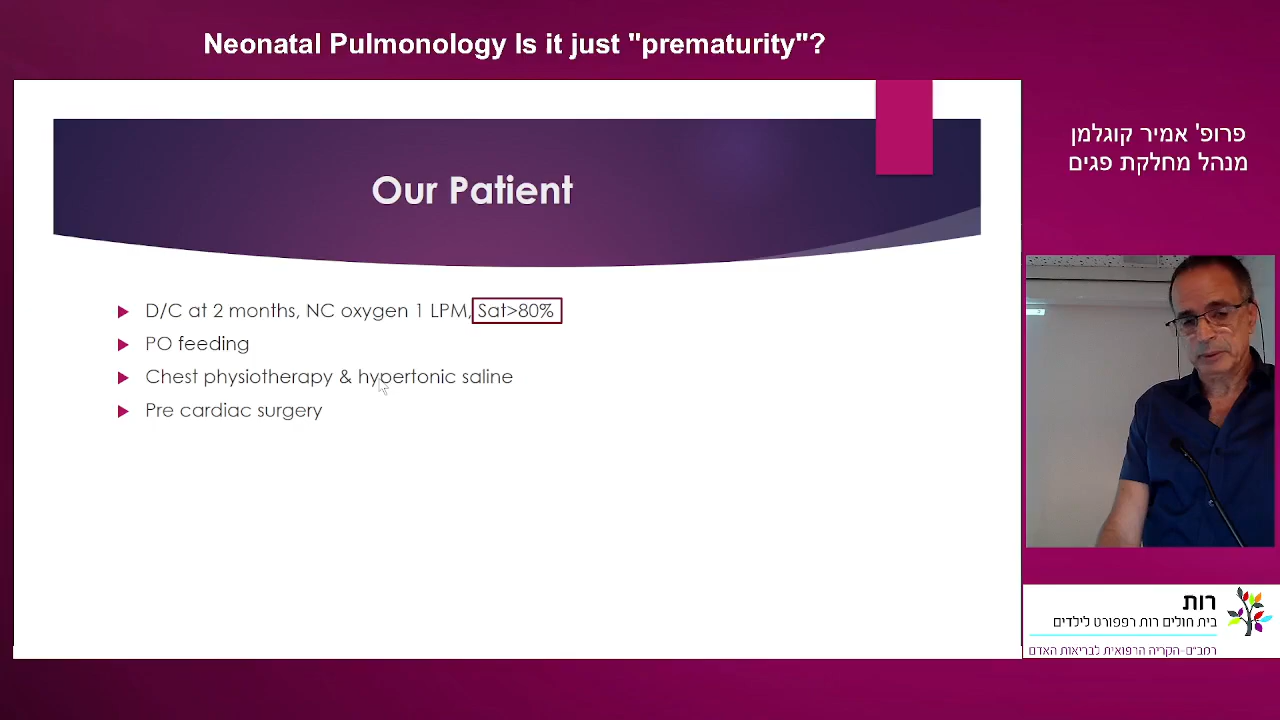 Neonatal Pulmonology Is it just "prematurity"?
Our Patient
D/C at 2 months, NC oxygen 1 LPM, Sat>80%
PO feeding
Chest physiotherapy & hypertonic saline
Pre cardiac surgery
פרופ' אמיר קוגלמן
מנהל מחלקת פגים
רות
בית חולים רות רפפורט לילדים
רמב"ם-הקריה הרפואית לבריאות האדם